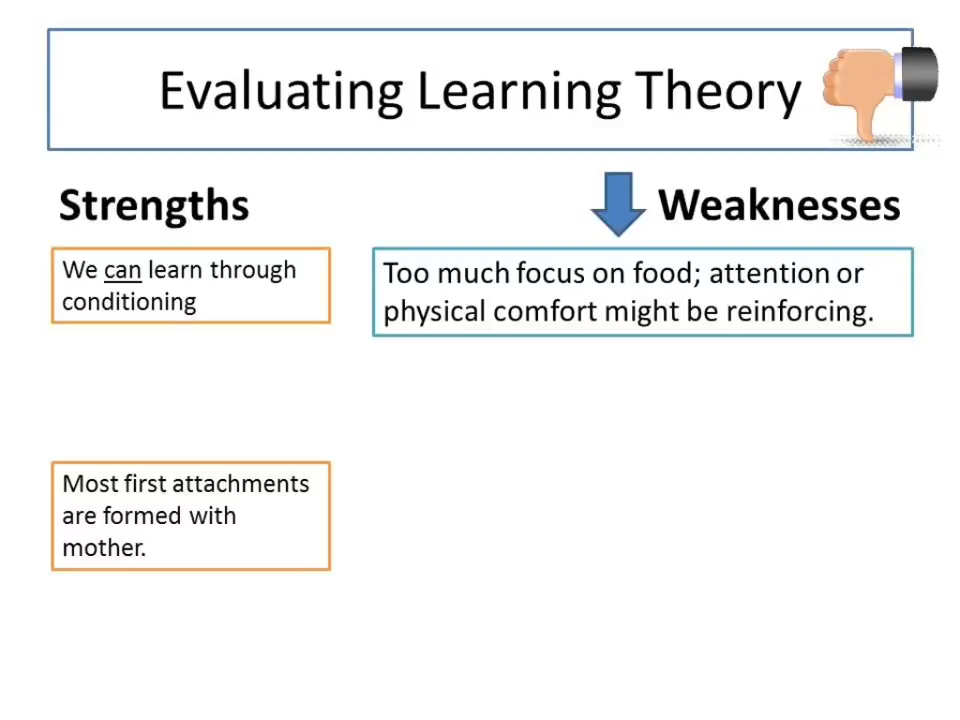 Evaluating Learning Theory
Strengths
Weaknesses
We can learn through
conditioning
Too much focus on food; attention or
physical comfort might be reinforcing.
Most first attachments
are formed with
mother.